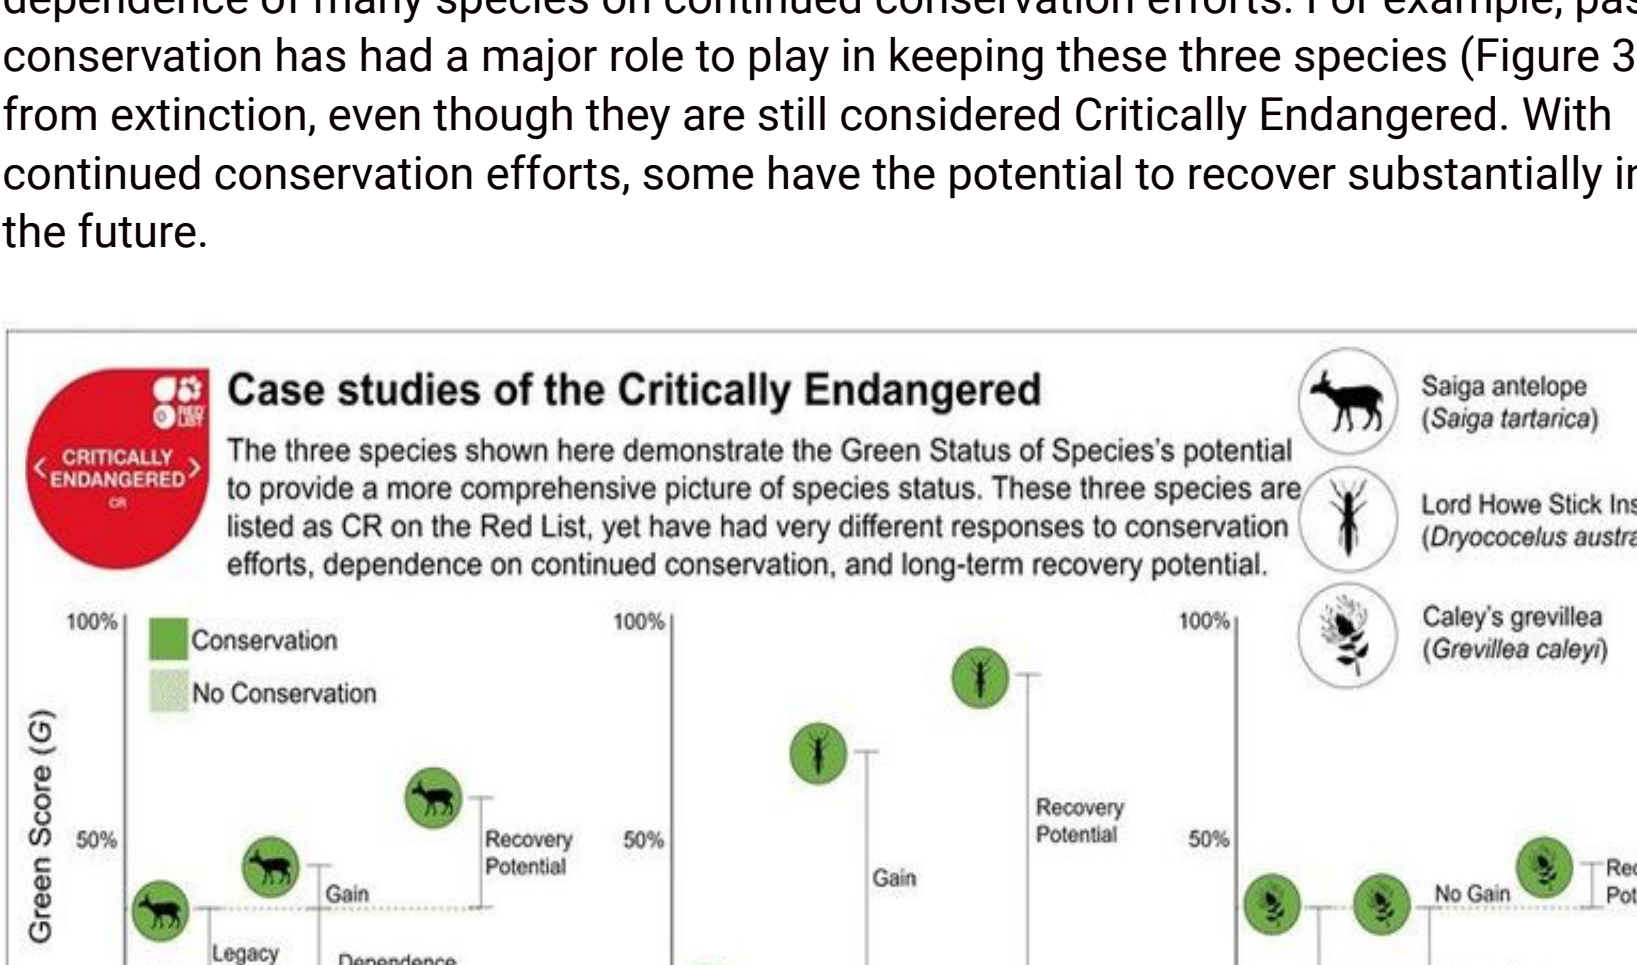 dependence of many species on continued conservation efforts. For example, pas
conservation has had a major role to play in keeping these three species (Figure 3
from extinction, even though they are still considered Critically Endangered. With
continued conservation efforts, some have the potential to recover substantially in
the future.
Case studies of the Critically Endangered
RED LIST
CRITICALLY
ENDANGERED
CR
The three species shown here demonstrate the Green Status of Species's potential
to provide a more comprehensive picture of species status. These three species are
listed as CR on the Red List, yet have had very different responses to conservation
efforts, dependence on continued conservation, and long-term recovery potential.
Saiga antelope
(Saiga tartarica)
Lord Howe Stick Ins
(Dryococelus austra
Caley's grevillea
(Grevillea caleyi)
Green Score (G)
100%
Conservation
No Conservation
50%
Recovery
Potential
Gain
Legacy
Dependence
100%
50%
Recovery
Potential
Gain
100%
50%
No Gain
Rec
Pot